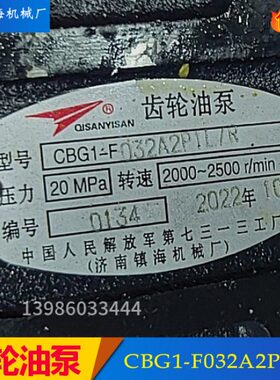 海机械厂
®
QISANYISAN
齿轮油泵
型号 CBG1-F032A2P1L/R
压力 20 MPa 转速 2000~2500 r/min
编号 0134 2022年10
中国人民解放军第七三一三工厂
(济南镇海机械厂)
13986033444
轮油泵
CBG1-F032A2P